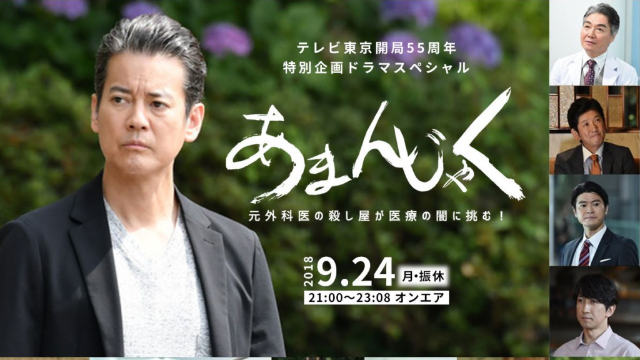 テレビ東京開局55周年
特別企画ドラマスペシャル
あまんじゃく
元外科医の殺し屋が医療の闇に挑む！
2018 9.24 月・振休
21:00〜23:08 オンエア